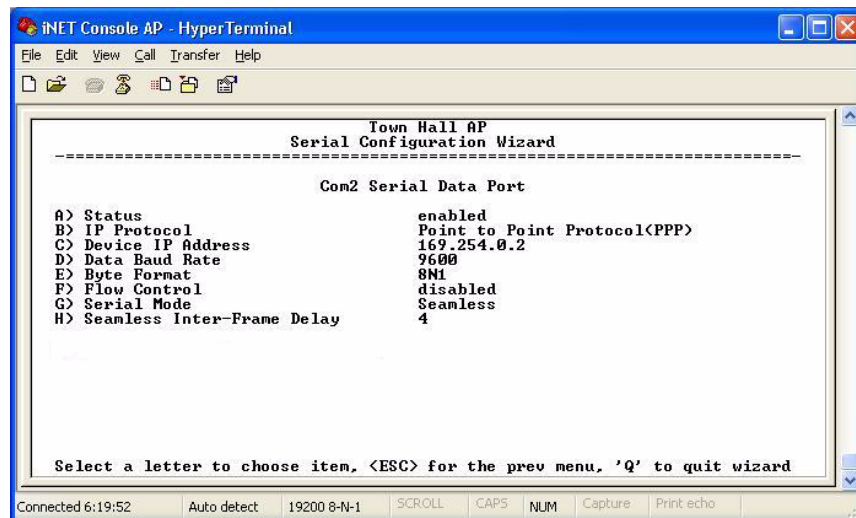 iNET Console AP - HyperTerminal
File Edit View Call Transfer Help
Town Hall AP
Serial Configuration Wizard
-==========================================================================-
Com2 Serial Data Port
A) Status enabled
B) IP Protocol Point to Point Protocol(PPP)
C) Device IP Address 169.254.0.2
D) Data Baud Rate 9600
E) Byte Format 8N1
F) Flow Control disabled
G) Serial Mode Seamless
H) Seamless Inter-Frame Delay 4
Select a letter to choose item, <ESC> for the prev menu, 'Q' to quit wizard
Connected 6:19:52 Auto detect 19200 8-N-1 SCROLL CAPS NUM Capture Print echo